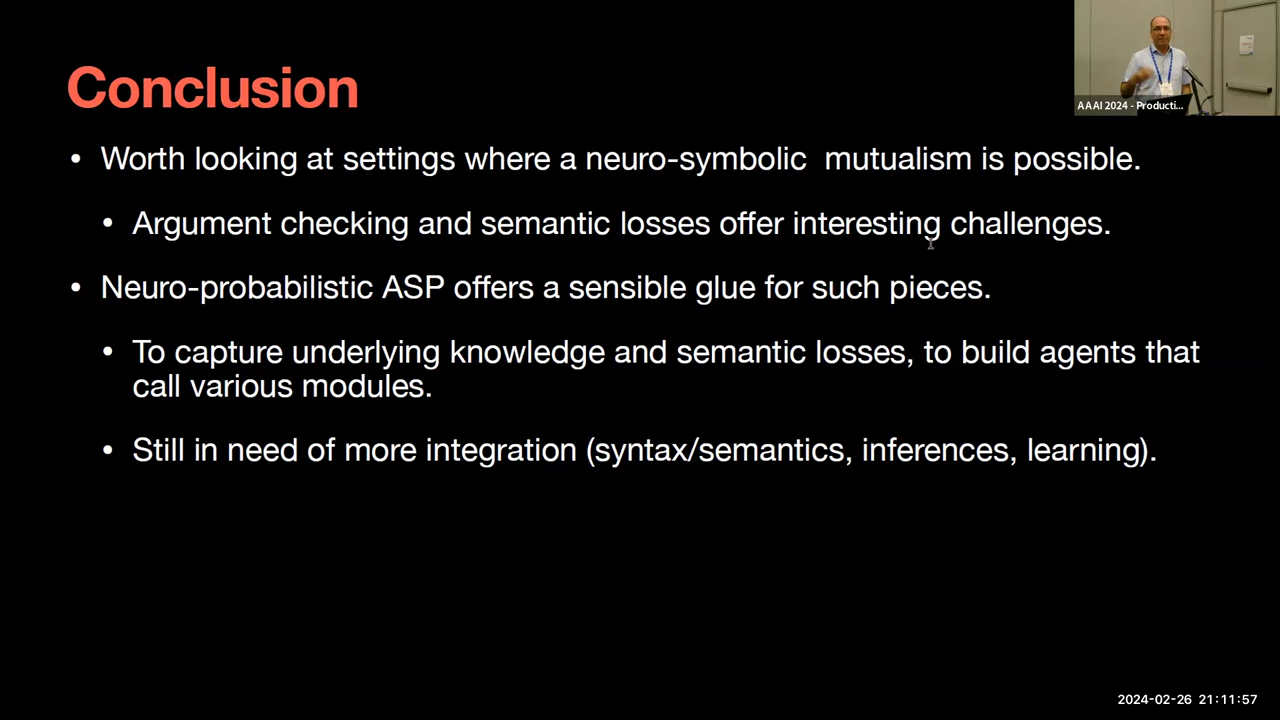 Conclusion
AAAI 2024 - Producti...
• Worth looking at settings where a neuro-symbolic mutualism is possible.
• Argument checking and semantic losses offer interesting challenges.
• Neuro-probabilistic ASP offers a sensible glue for such pieces.
• To capture underlying knowledge and semantic losses, to build agents that
call various modules.
• Still in need of more integration (syntax/semantics, inferences, learning).
2024-02-26 21:11:57